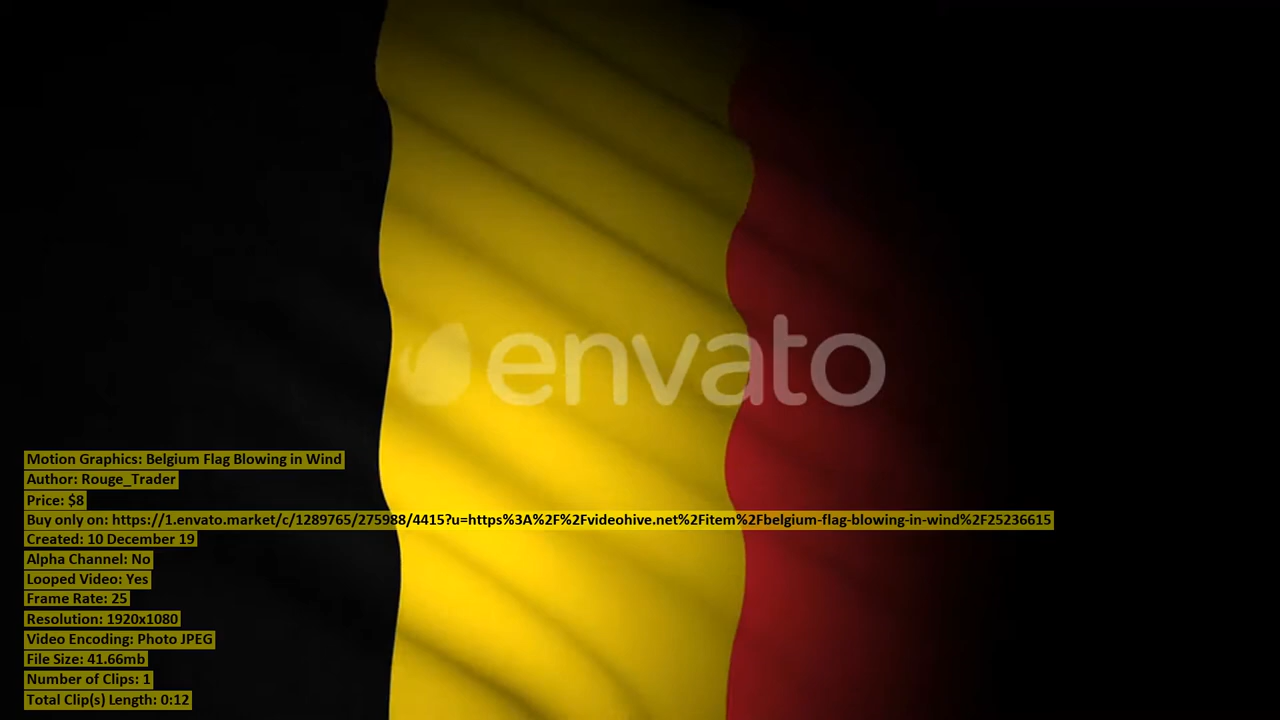 envato
Motion Graphics: Belgium Flag Blowing in Wind
Author: Rouge_Trader
Price: $8
Buy only on: https://1.envato.market/c/1289765/275988/4415?u=https%3A%2F%2Fvideohive.net%2Fitem%2Fbelgium-flag-blowing-in-wind%2F25236615
Created: 10 December 19
Alpha Channel: No
Looped Video: Yes
Frame Rate: 25
Resolution: 1920x1080
Video Encoding: Photo JPEG
File Size: 41.66mb
Number of Clips: 1
Total Clip(s) Length: 0:12